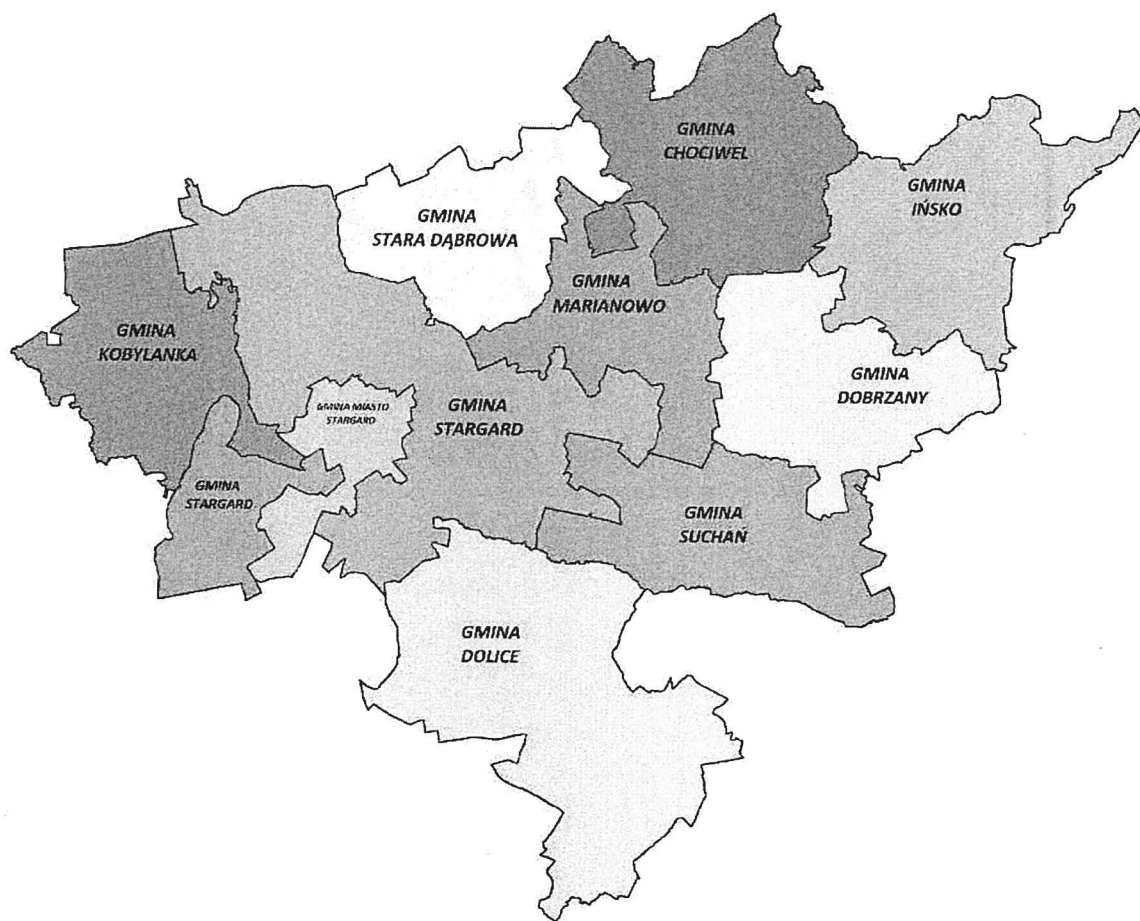 GMINA
CHOCIWEL
GMINA
IŃSKO
GMINA
STARA DĄBROWA
GMINA
MARIANOWO
GMINA
KOBYLANKA
GMINA
DOBRZANY
GMINA MIASTO
STARGARD
GMINA
STARGARD
GMINA
STARGARD
GMINA
SUCHAŃ
GMINA
DOLICE